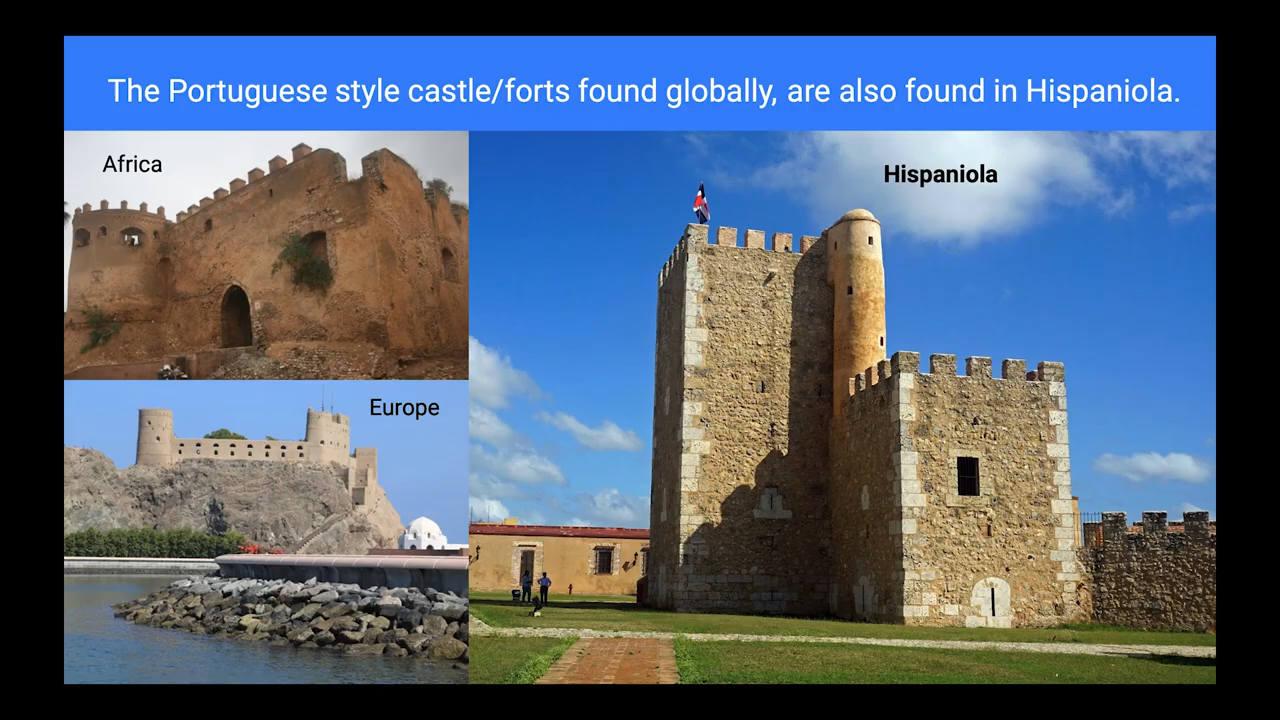 The Portuguese style castle/forts found globally, are also found in Hispaniola.
Africa
Hispaniola
Europe